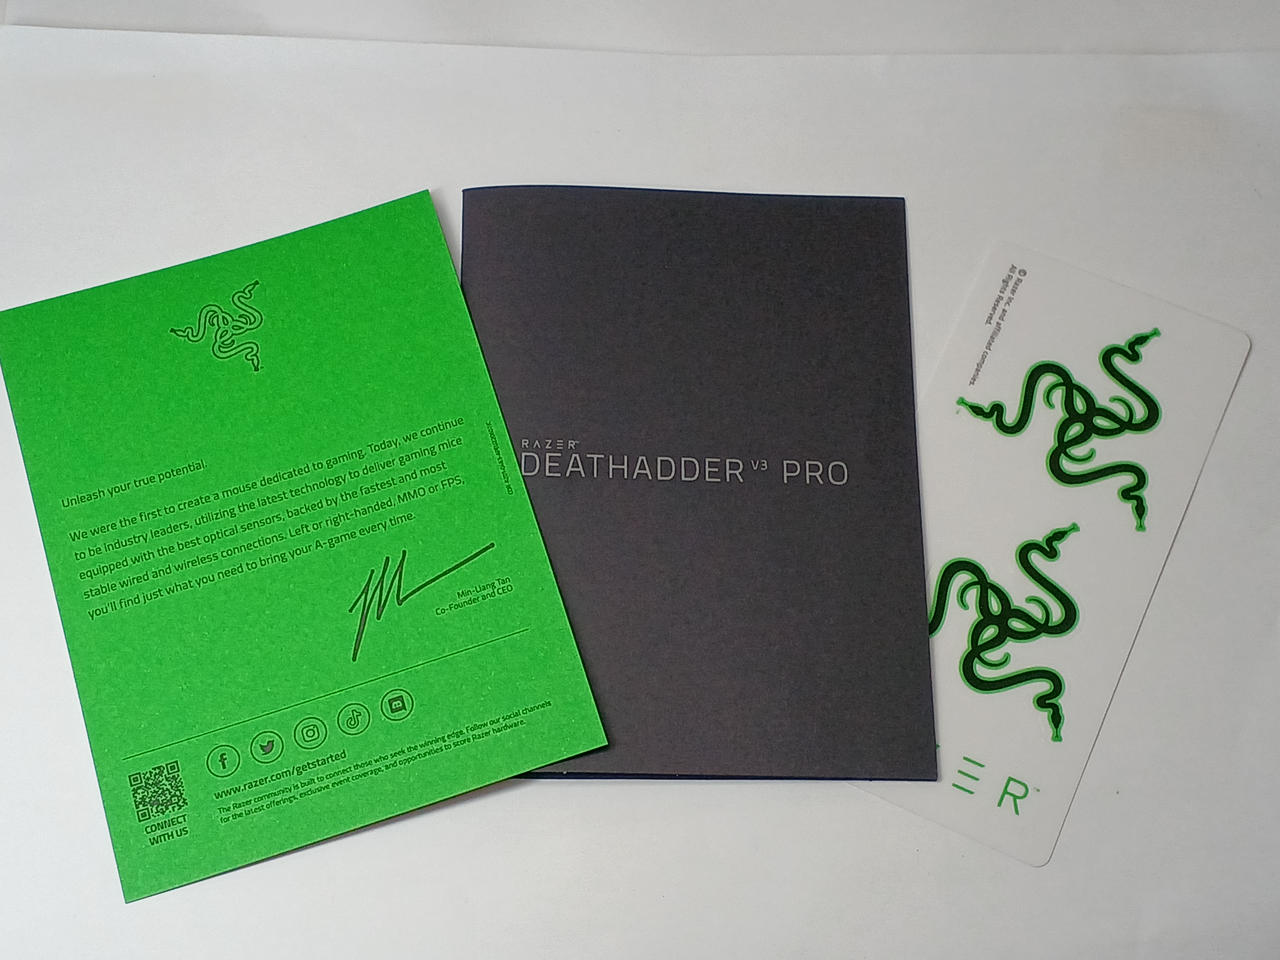 Unleash your true potential.
We were the first to create a mouse dedicated to gaming. Today, we continue
to be industry leaders, utilizing the latest technology to deliver gaming mice
equipped with the best optical sensors, backed by the fastest and most
stable wired and wireless connections. Left or right-handed, MMO or FPS,
you'll find just what you need to bring your A-game every time.
Min-Liang Tan
Co-Founder and CEO
CONNECT
WITH US
www.razer.com/getstarted
The Razer community is built to connect those who seek the winning edge. Follow our social channels
for the latest offerings, exclusive event coverage, and opportunities to score Razer hardware.
RAZER™
DEATHADDER V3 PRO
© Razer Inc. and affiliated companies.
All Rights Reserved.
ER™